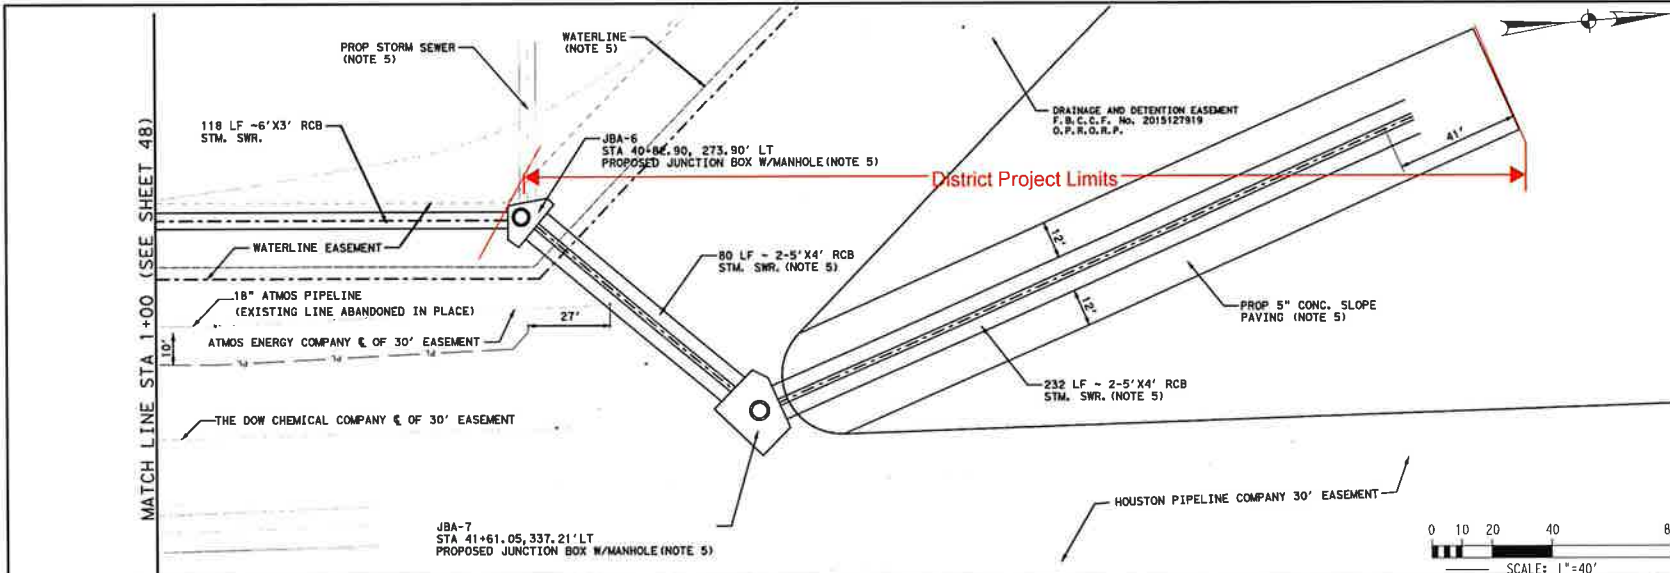 PROP STORM SEWER
(NOTE 5)
WATERLINE
(NOTE 5)
118 LF ~6'X3' RCB
STM. SWR.
DRAINAGE AND DETENTION EASEMENT
F.B.C.C.F. No. 2015127919
O.P.R.O.R.P.
41'
JBA-6
STA 40+82.90, 273.90' LT
PROPOSED JUNCTION BOX W/MANHOLE(NOTE 5)
District Project Limits
MATCH LINE STA 1+00 (SEE SHEET 48)
WATERLINE EASEMENT
12'
80 LF ~ 2-5'X4' RCB
STM. SWR. (NOTE 5)
18" ATMOS PIPELINE
(EXISTING LINE ABANDONED IN PLACE)
27'
12'
PROP 5" CONC. SLOPE
PAVING (NOTE 5)
10'
ATMOS ENERGY COMPANY ℄ OF 30' EASEMENT
232 LF ~ 2-5'X4' RCB
STM. SWR. (NOTE 5)
THE DOW CHEMICAL COMPANY ℄ OF 30' EASEMENT
HOUSTON PIPELINE COMPANY 30' EASEMENT
JBA-7
STA 41+61.05,337.21'LT
PROPOSED JUNCTION BOX W/MANHOLE(NOTE 5)
0 10 20 40
SCALE: 1"=40'